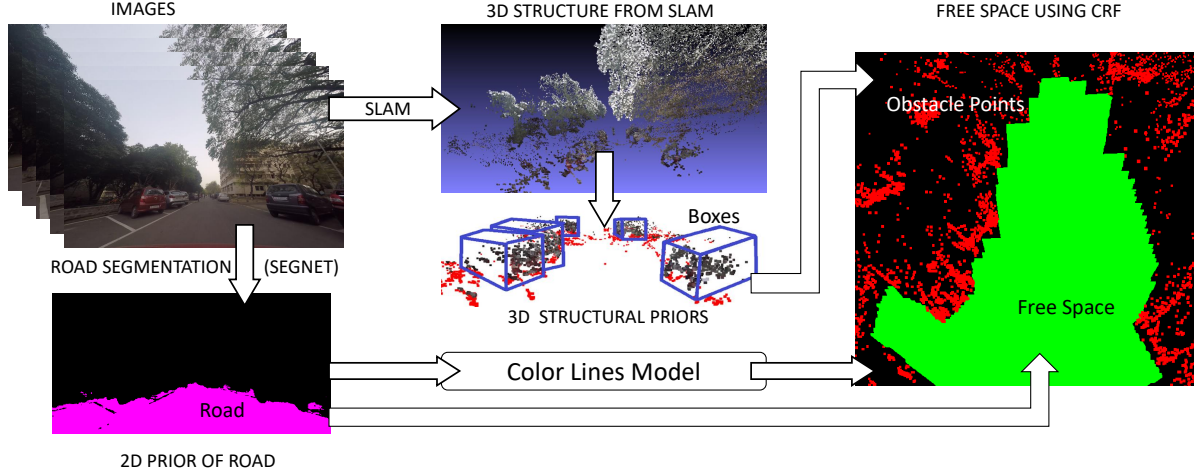 IMAGES
3D STRUCTURE FROM SLAM
FREE SPACE USING CRF
SLAM
Obstacle Points
Boxes
ROAD SEGMENTATION (SEGNET)
3D STRUCTURAL PRIORS
Free Space
Color Lines Model
Road
2D PRIOR OF ROAD